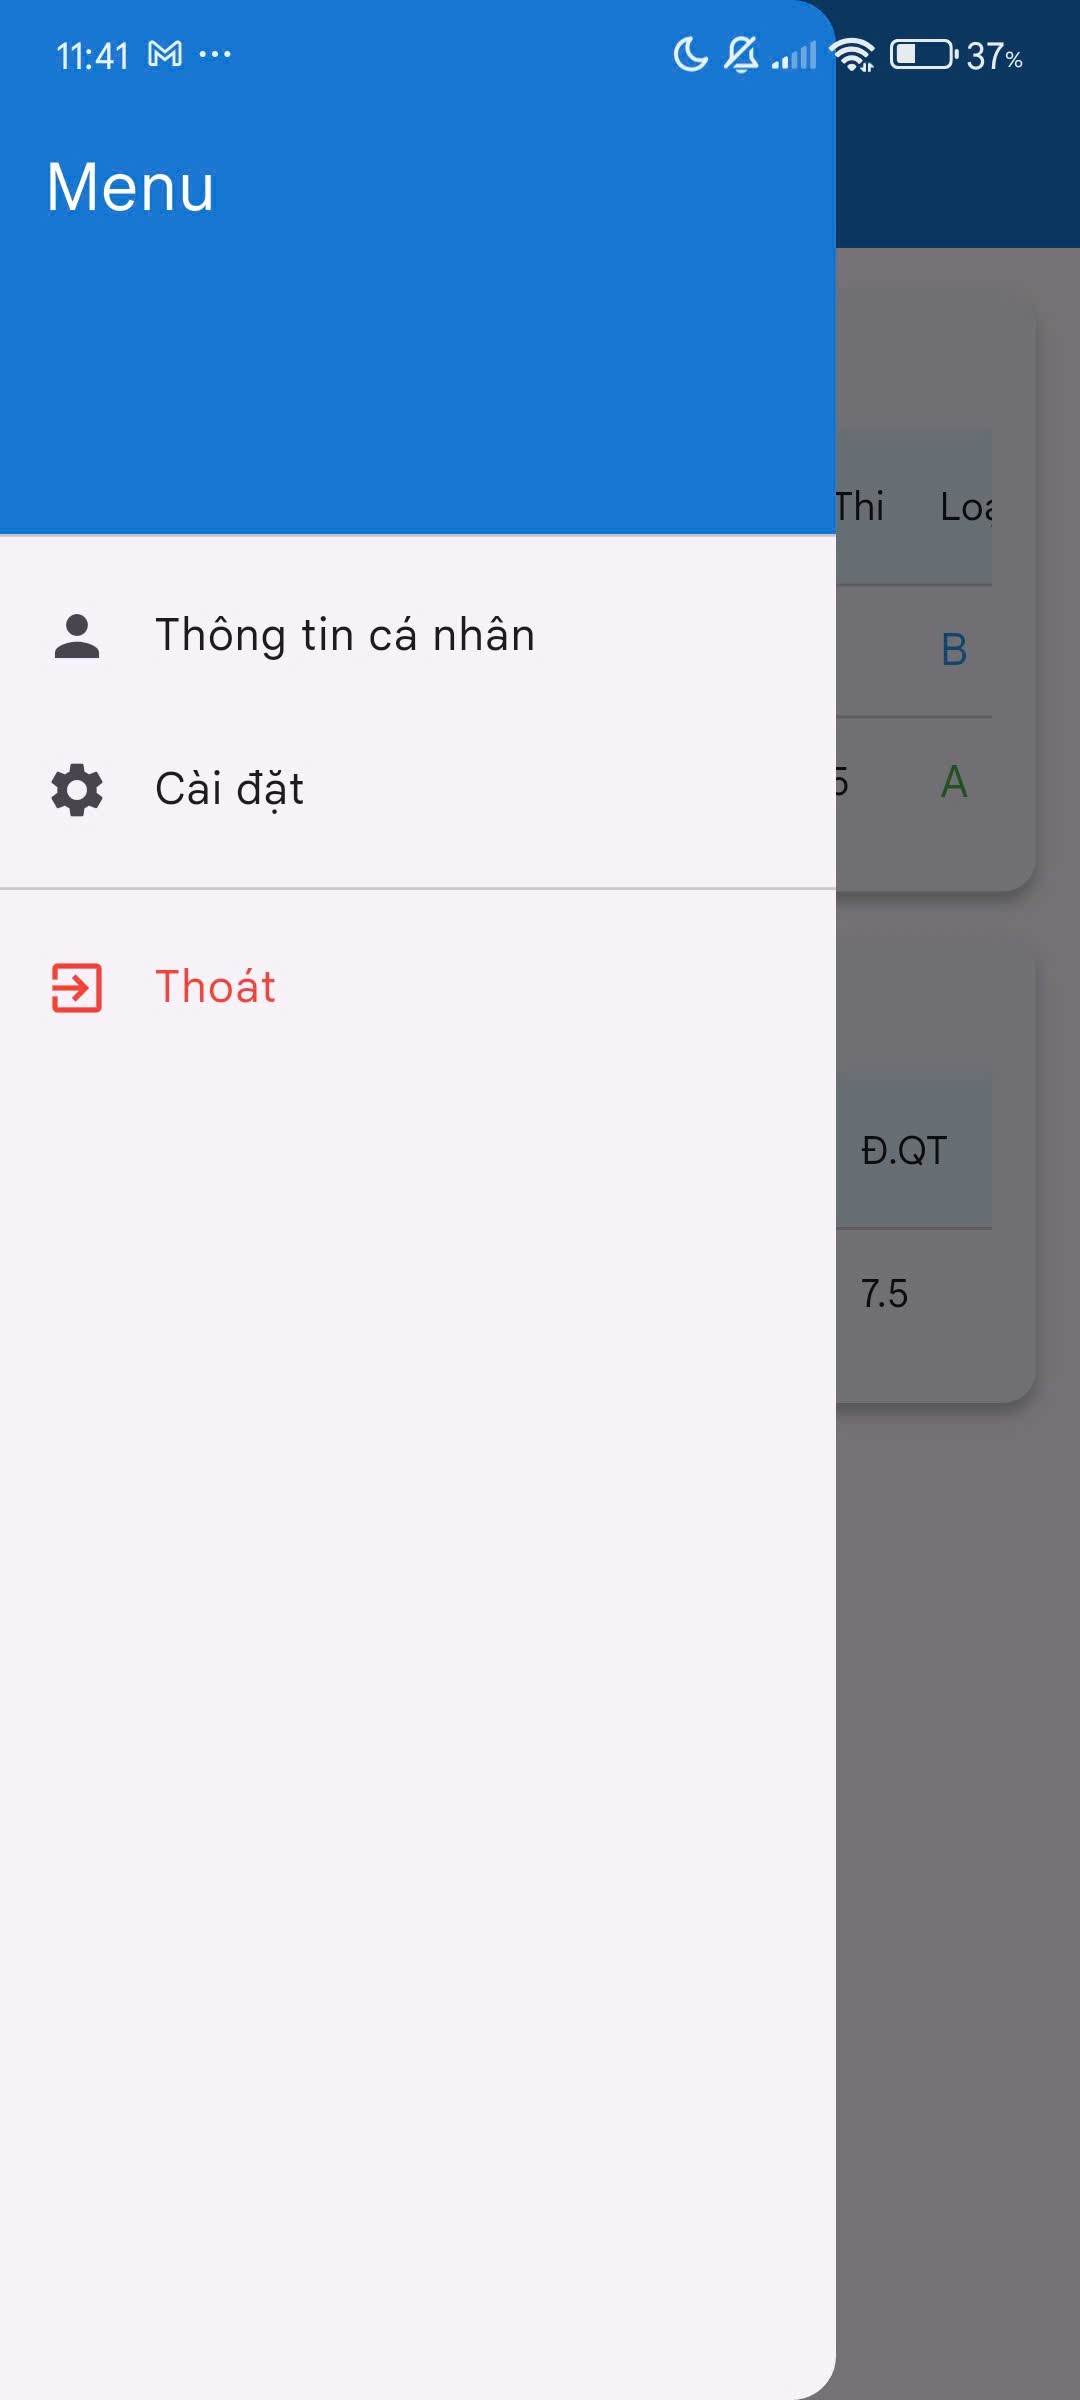 11:41 37%
Menu
Thi
B
Thông tin cá nhân
Cài đặt
A
Thoát
Đ.QT
7.5